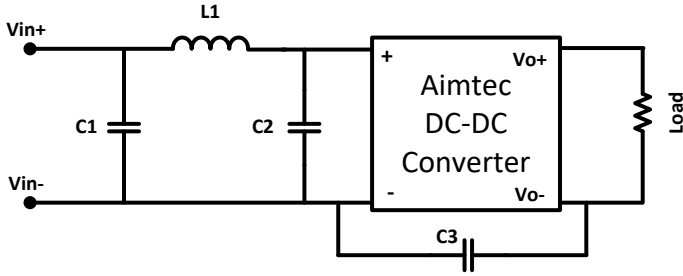 L1
Vin+
+
Vo+
Aimtec
DC-DC
Converter
C1
C2
Load
Vin-
-
Vo-
C3